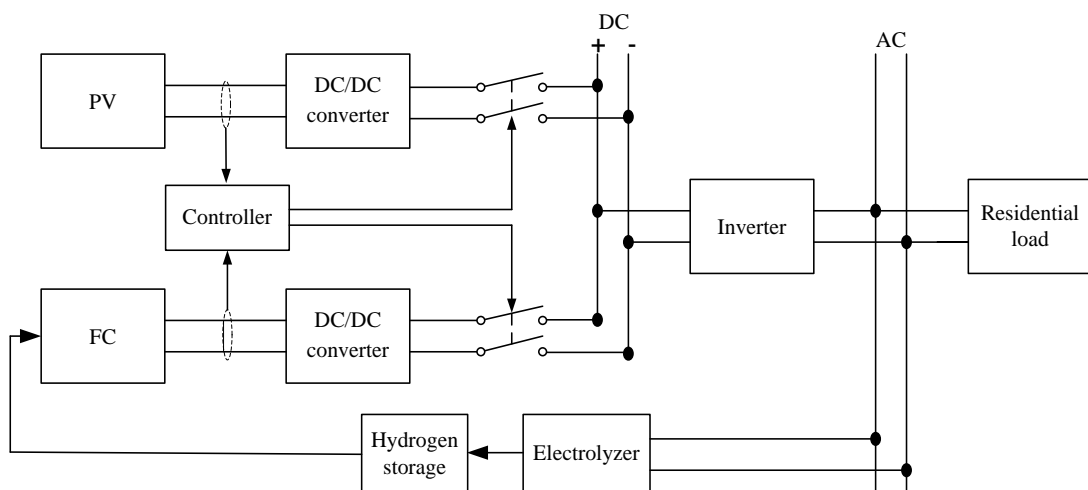 DC
+ -
AC
PV
DC/DC
converter
Controller
Inverter
Residential
load
FC
DC/DC
converter
Hydrogen
storage
Electrolyzer